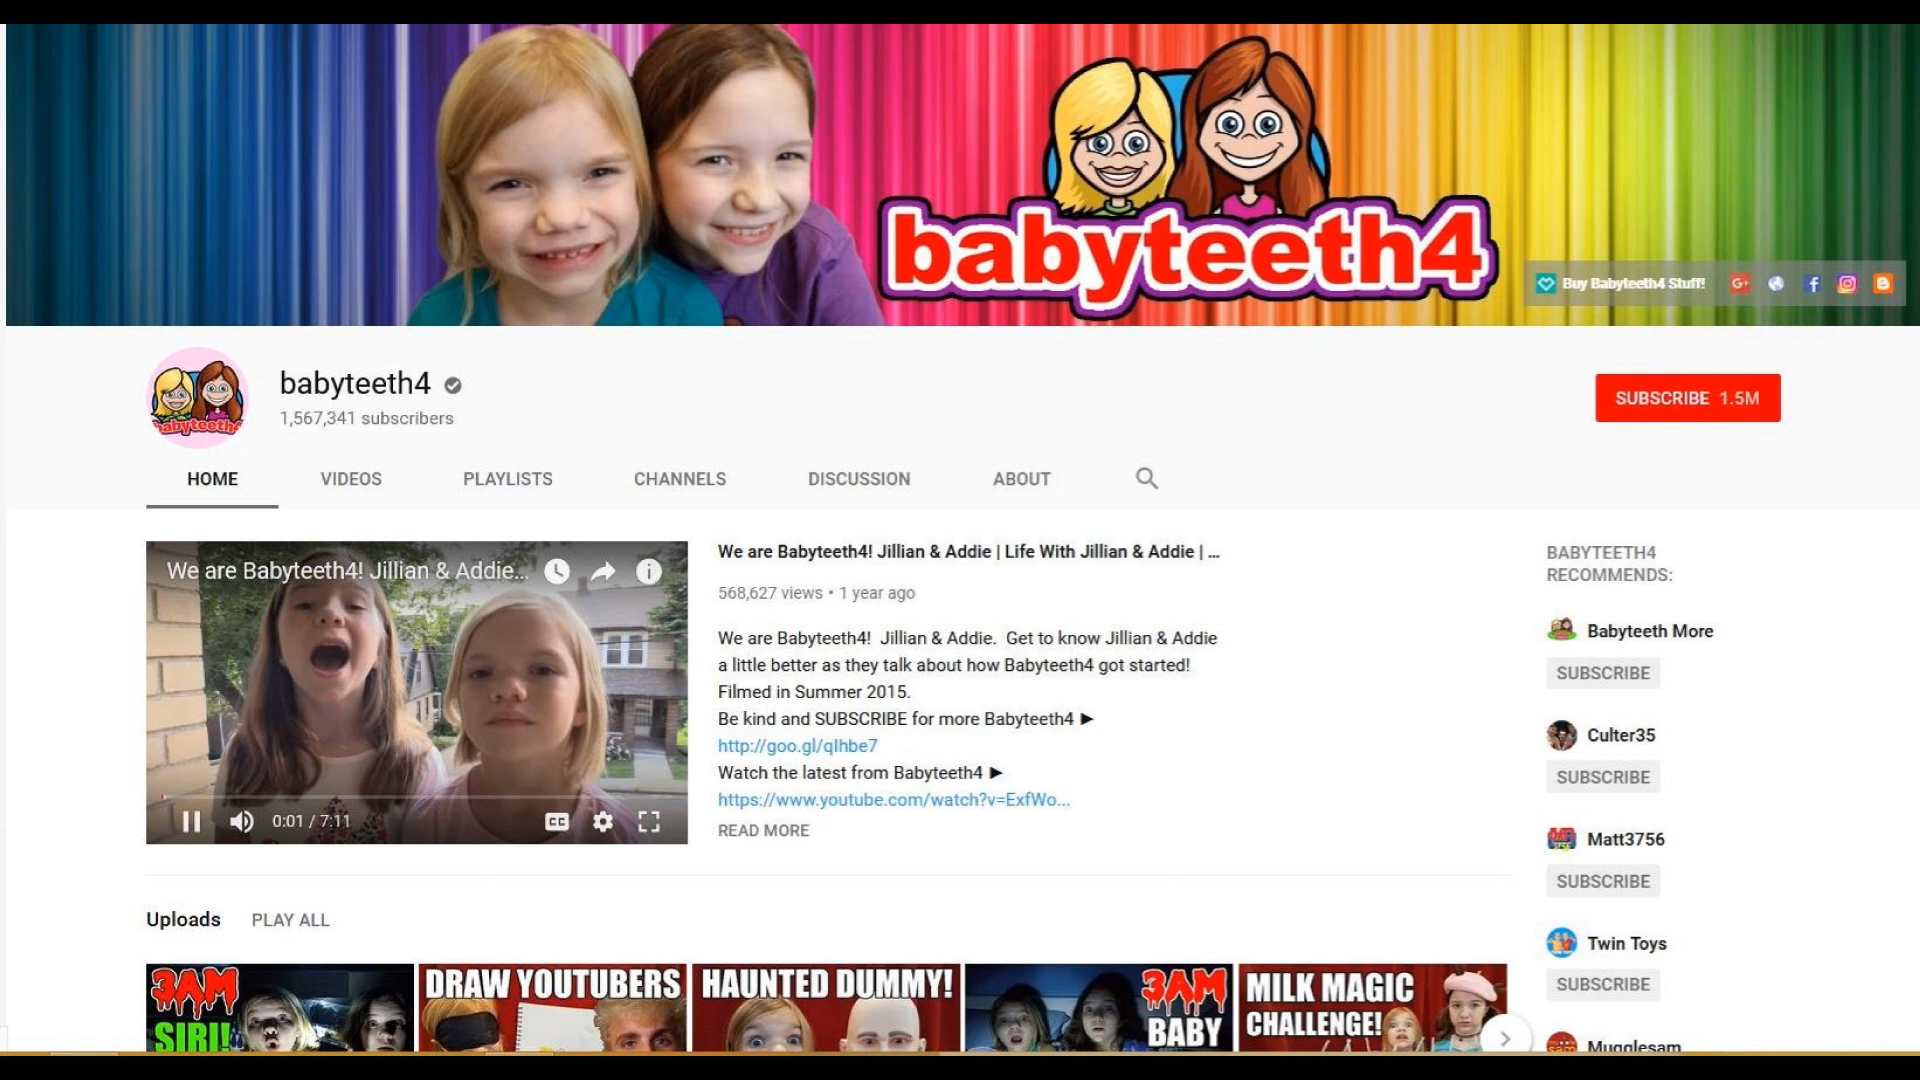 babyteeth4
Buy Babyteeth4 Stuff!
babyteeth4
babyteeth4
1,567,341 subscribers
SUBSCRIBE 1.5M
HOME
VIDEOS
PLAYLISTS
CHANNELS
DISCUSSION
ABOUT
We are Babyteeth4! Jillian & Addie...
0:01 / 7:11
CC
We are Babyteeth4! Jillian & Addie | Life With Jillian & Addie | ...
568,627 views • 1 year ago
We are Babyteeth4! Jillian & Addie. Get to know Jillian & Addie
a little better as they talk about how Babyteeth4 got started!
Filmed in Summer 2015.
Be kind and SUBSCRIBE for more Babyteeth4 ►
http://goo.gl/qIhbe7
Watch the latest from Babyteeth4 ►
https://www.youtube.com/watch?v=ExfWo...
READ MORE
BABYTEETH4
RECOMMENDS:
Babyteeth More
SUBSCRIBE
Culter35
SUBSCRIBE
Matt3756
SUBSCRIBE
Twin Toys
SUBSCRIBE
Mugglesam
Uploads
PLAY ALL
3AM
SIRI!
DRAW YOUTUBERS
HAUNTED DUMMY!
3AM
BABY
MILK MAGIC
CHALLENGE!